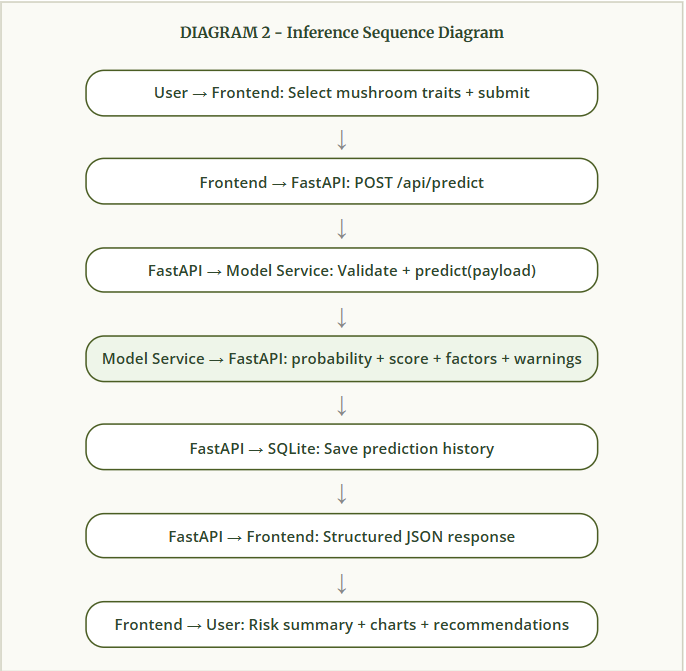 DIAGRAM 2 – Inference Sequence Diagram
User → Frontend: Select mushroom traits + submit
↓
Frontend → FastAPI: POST /api/predict
↓
FastAPI → Model Service: Validate + predict(payload)
↓
Model Service → FastAPI: probability + score + factors + warnings
↓
FastAPI → SQLite: Save prediction history
↓
FastAPI → Frontend: Structured JSON response
↓
Frontend → User: Risk summary + charts + recommendations